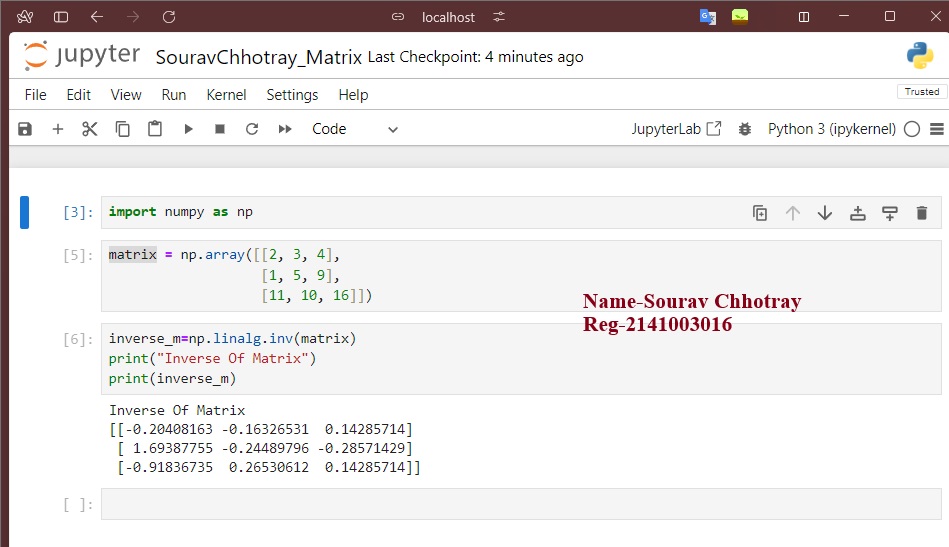 localhost
jupyter SouravChhotray_Matrix Last Checkpoint: 4 minutes ago
File Edit View Run Kernel Settings Help
Trusted
Code JupyterLab Python 3 (ipykernel)
[3]: import numpy as np
[5]: matrix = np.array([[2, 3, 4],
[1, 5, 9],
[11, 10, 16]])
Name-Sourav Chhotray
Reg-2141003016
[6]: inverse_m=np.linalg.inv(matrix)
print("Inverse Of Matrix")
print(inverse_m)
Inverse Of Matrix
[[-0.20408163 -0.16326531  0.14285714]
[ 1.69387755 -0.24489796 -0.28571429]
[-0.91836735  0.26530612  0.14285714]]
[ ]: